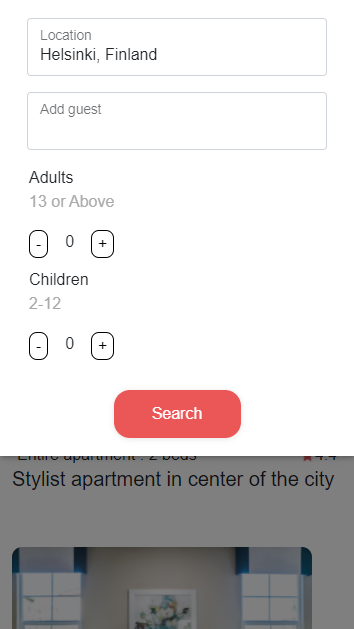 Location
Helsinki, Finland
Add guest
Adults
13 or Above
- 0 +
Children
2-12
- 0 +
Search
Entire apartment . 2 beds 4.4
Stylist apartment in center of the city